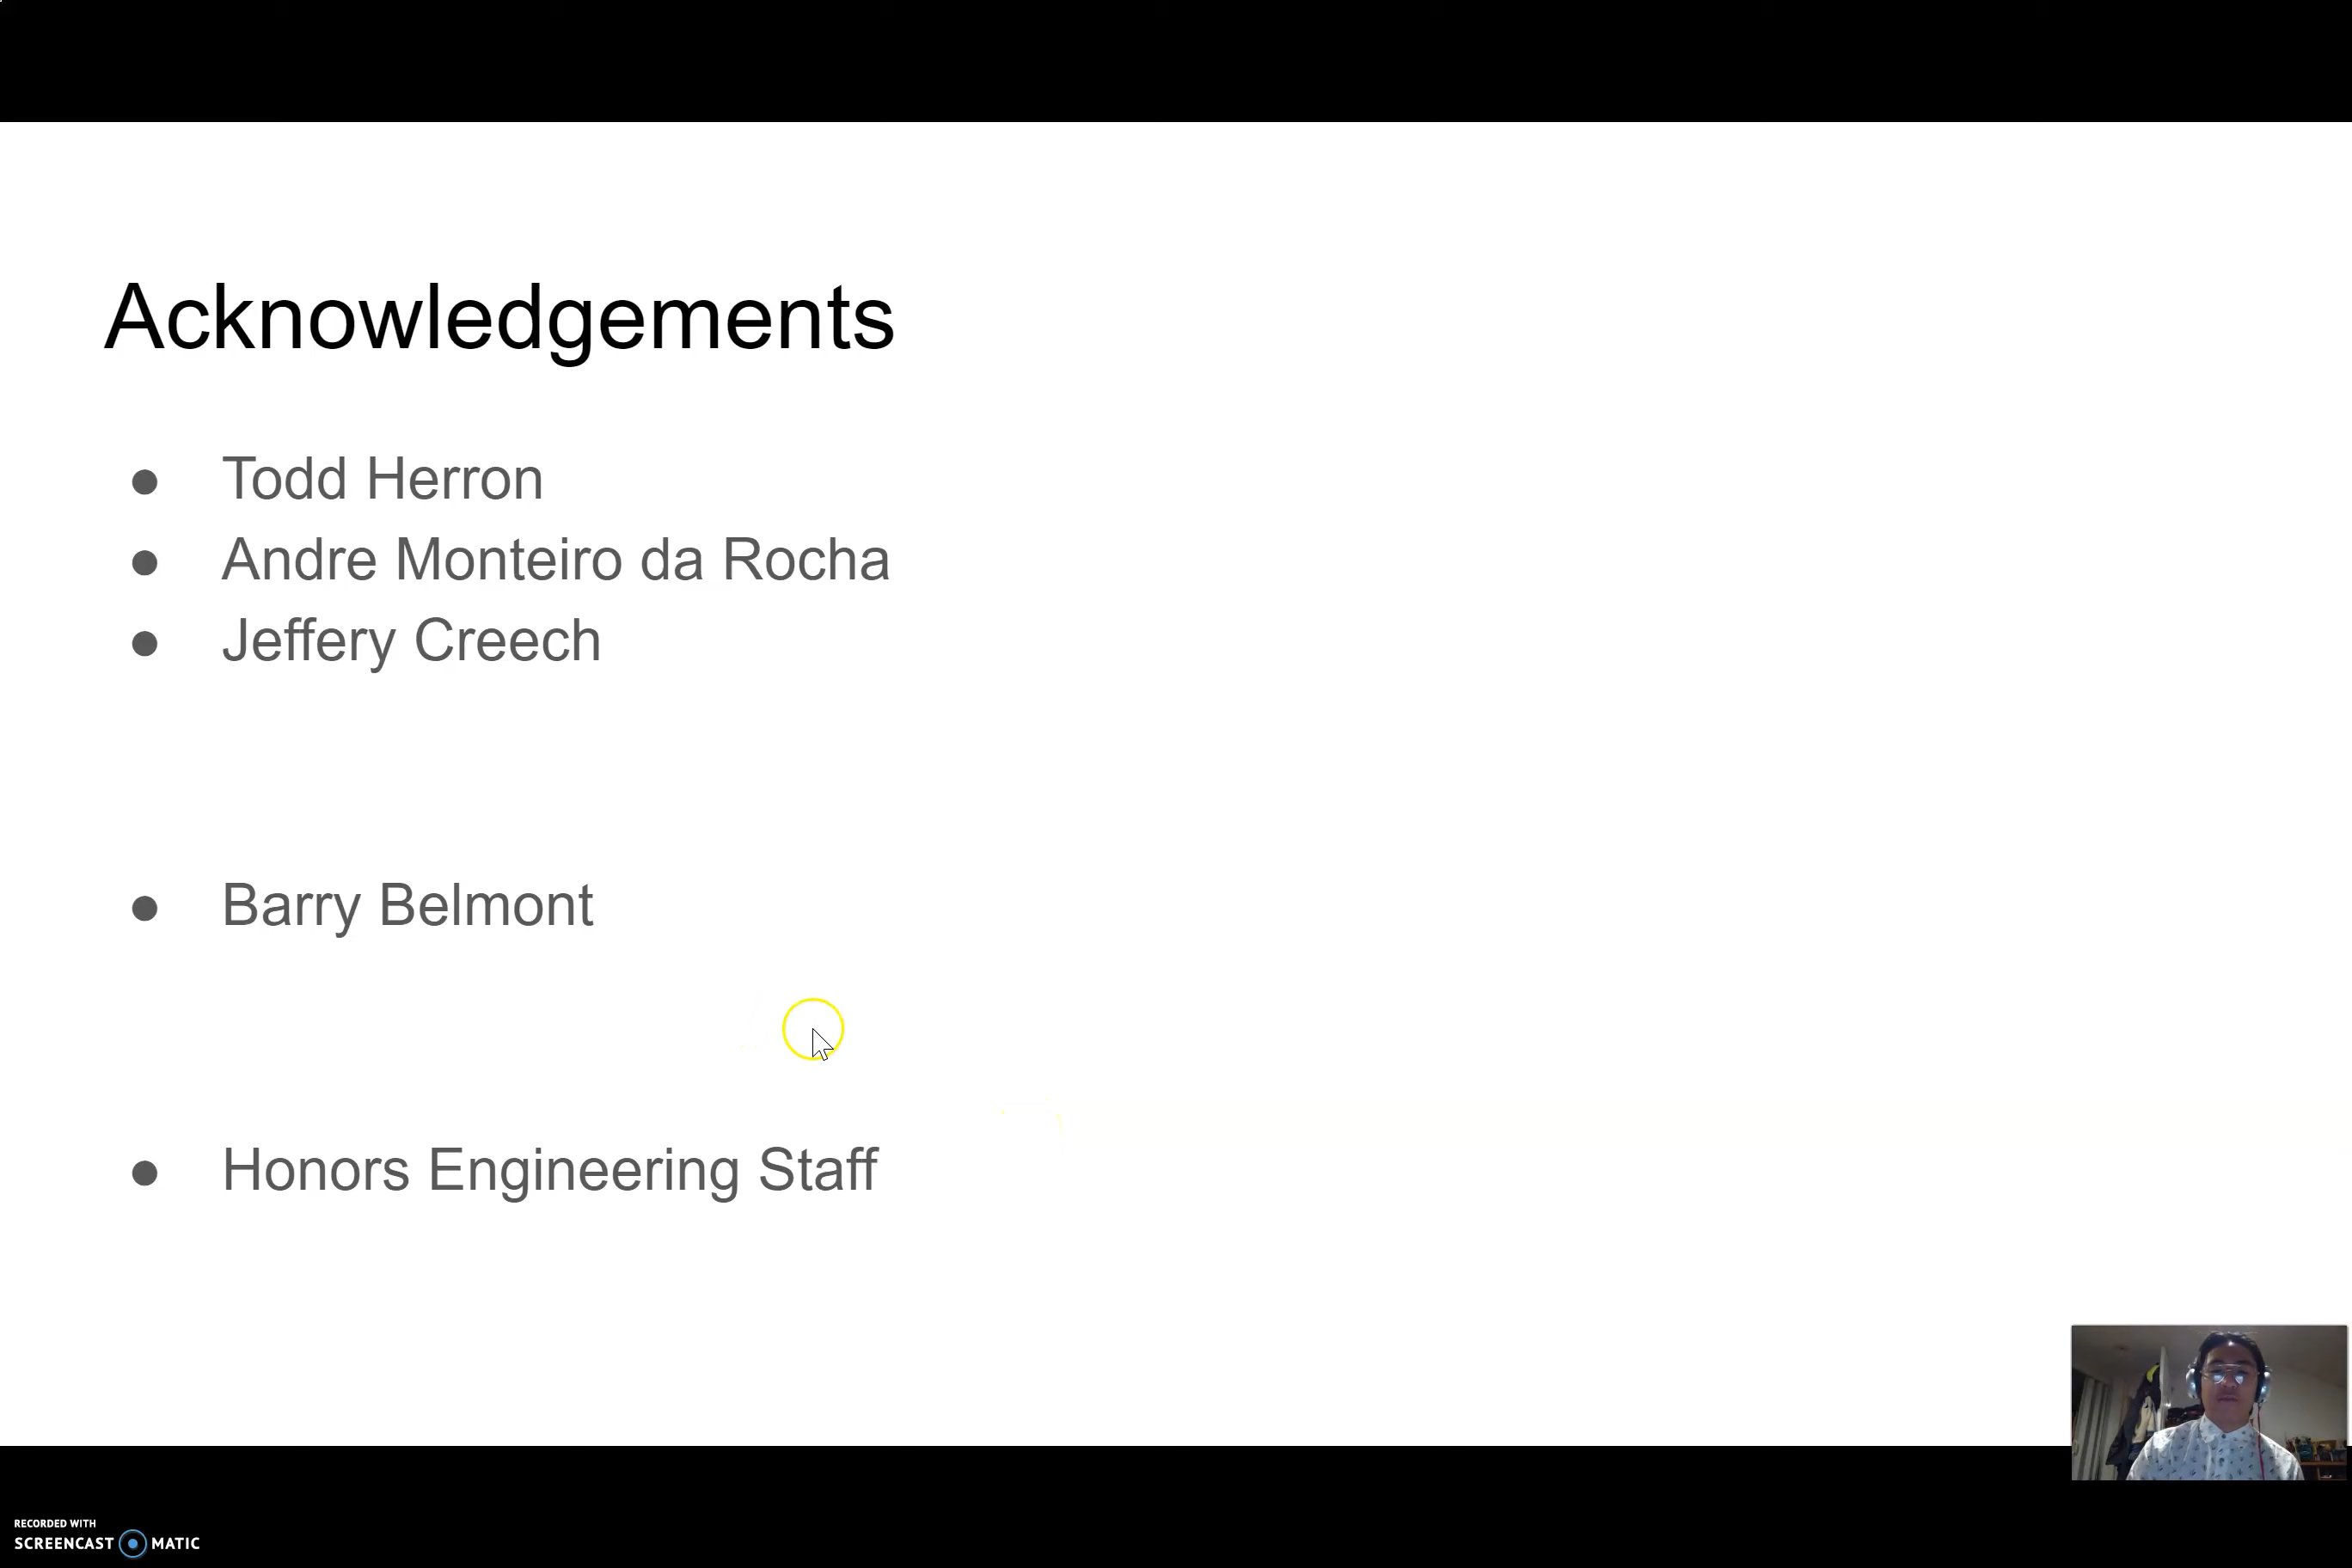 Acknowledgements
● Todd Herron
● Andre Monteiro da Rocha
● Jeffery Creech
● Barry Belmont
● Honors Engineering Staff
RECORDED WITH
SCREENCAST MATIC